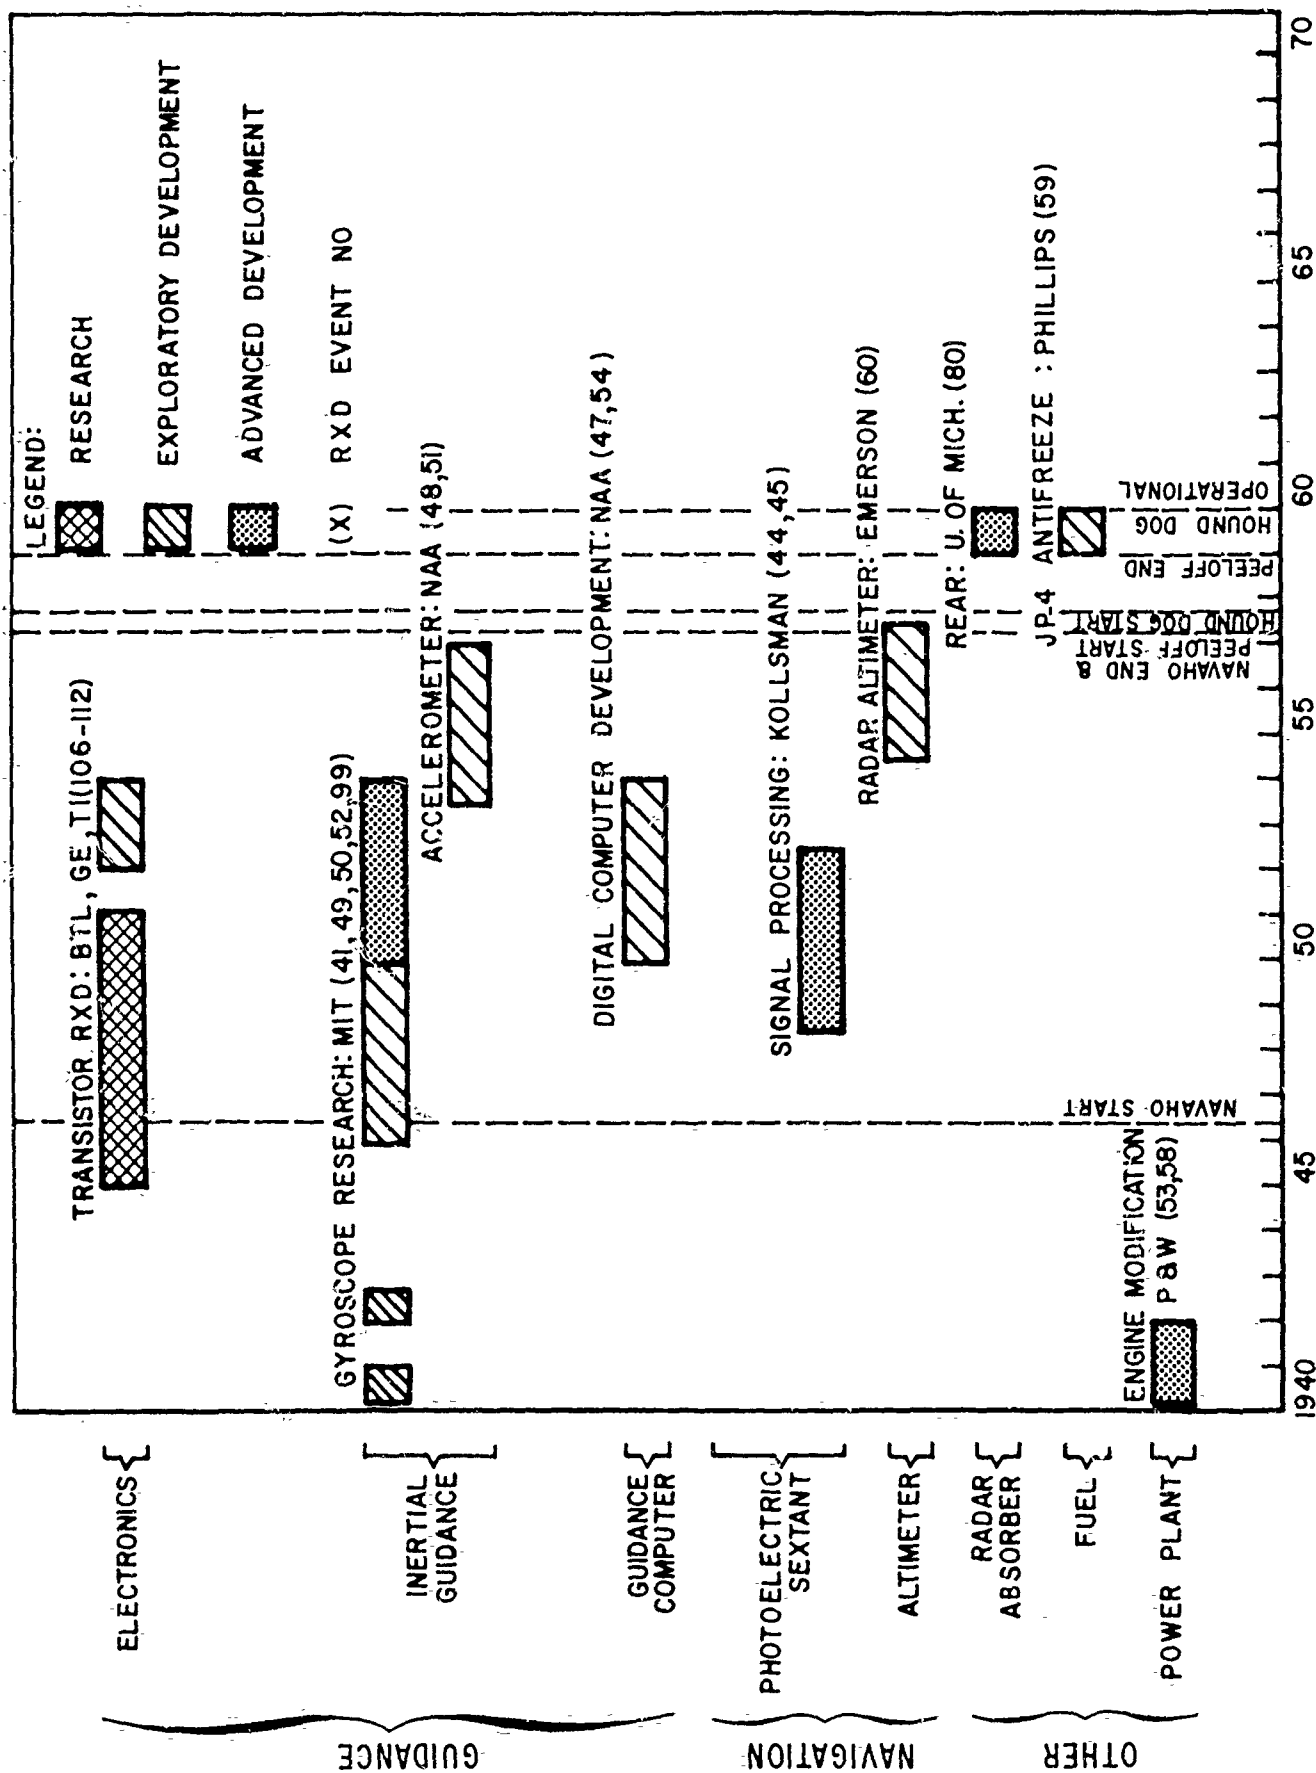 LEGEND:
RESEARCH
EXPLORATORY DEVELOPMENT
ADVANCED DEVELOPMENT
(X) RXD EVENT NO
GUIDANCE
ELECTRONICS
TRANSISTOR RXD: BTL, GE, TI(106-112)
INERTIAL
GUIDANCE
GYROSCOPE RESEARCH: MIT (41, 49, 50, 52, 99)
ACCELEROMETER: NAA (48,51)
GUIDANCE
COMPUTER
DIGITAL COMPUTER DEVELOPMENT: NAA (47,54)
NAVIGATION
PHOTOELECTRIC
SEXTANT
SIGNAL PROCESSING: KOLLSMAN (44,45)
ALTIMETER
RADAR ALTIMETER: EMERSON (60)
OTHER
RADAR
ABSORBER
REAR: U. OF MICH. (80)
FUEL
JP-4 ANTIFREEZE : PHILLIPS (59)
POWER PLANT
ENGINE MODIFICATION
P&W (53,58)
NAVAHO START
NAVAHO END &
PEELOFF START
HOUND DOG START
PEELOFF END
HOUND DOG
OPERATIONAL
1940 45 50 55 60 65 70